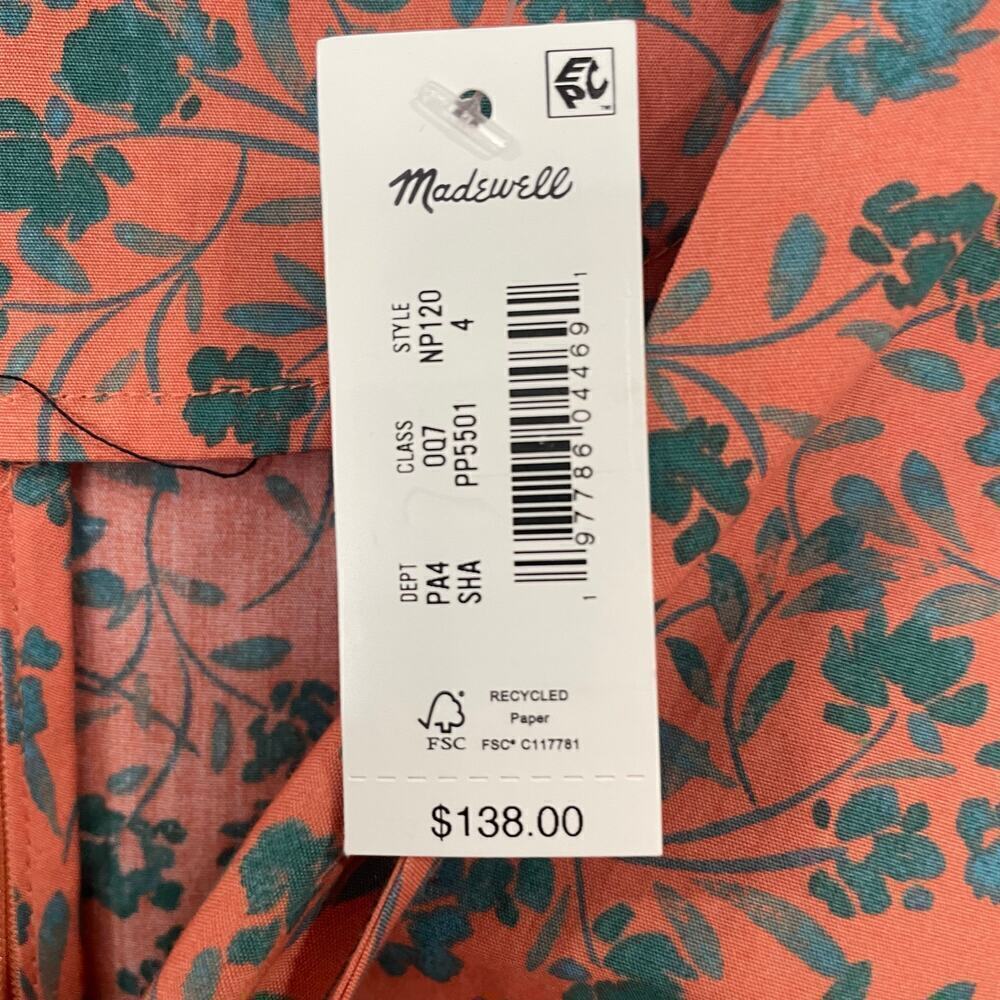 EPC
TM
Madewell
DEPT CLASS STYLE
PA4 0Q7 NP120
SHA PP5501 4
1 97786 04469 1
FSC
RECYCLED
Paper
FSC® C117781
$138.00